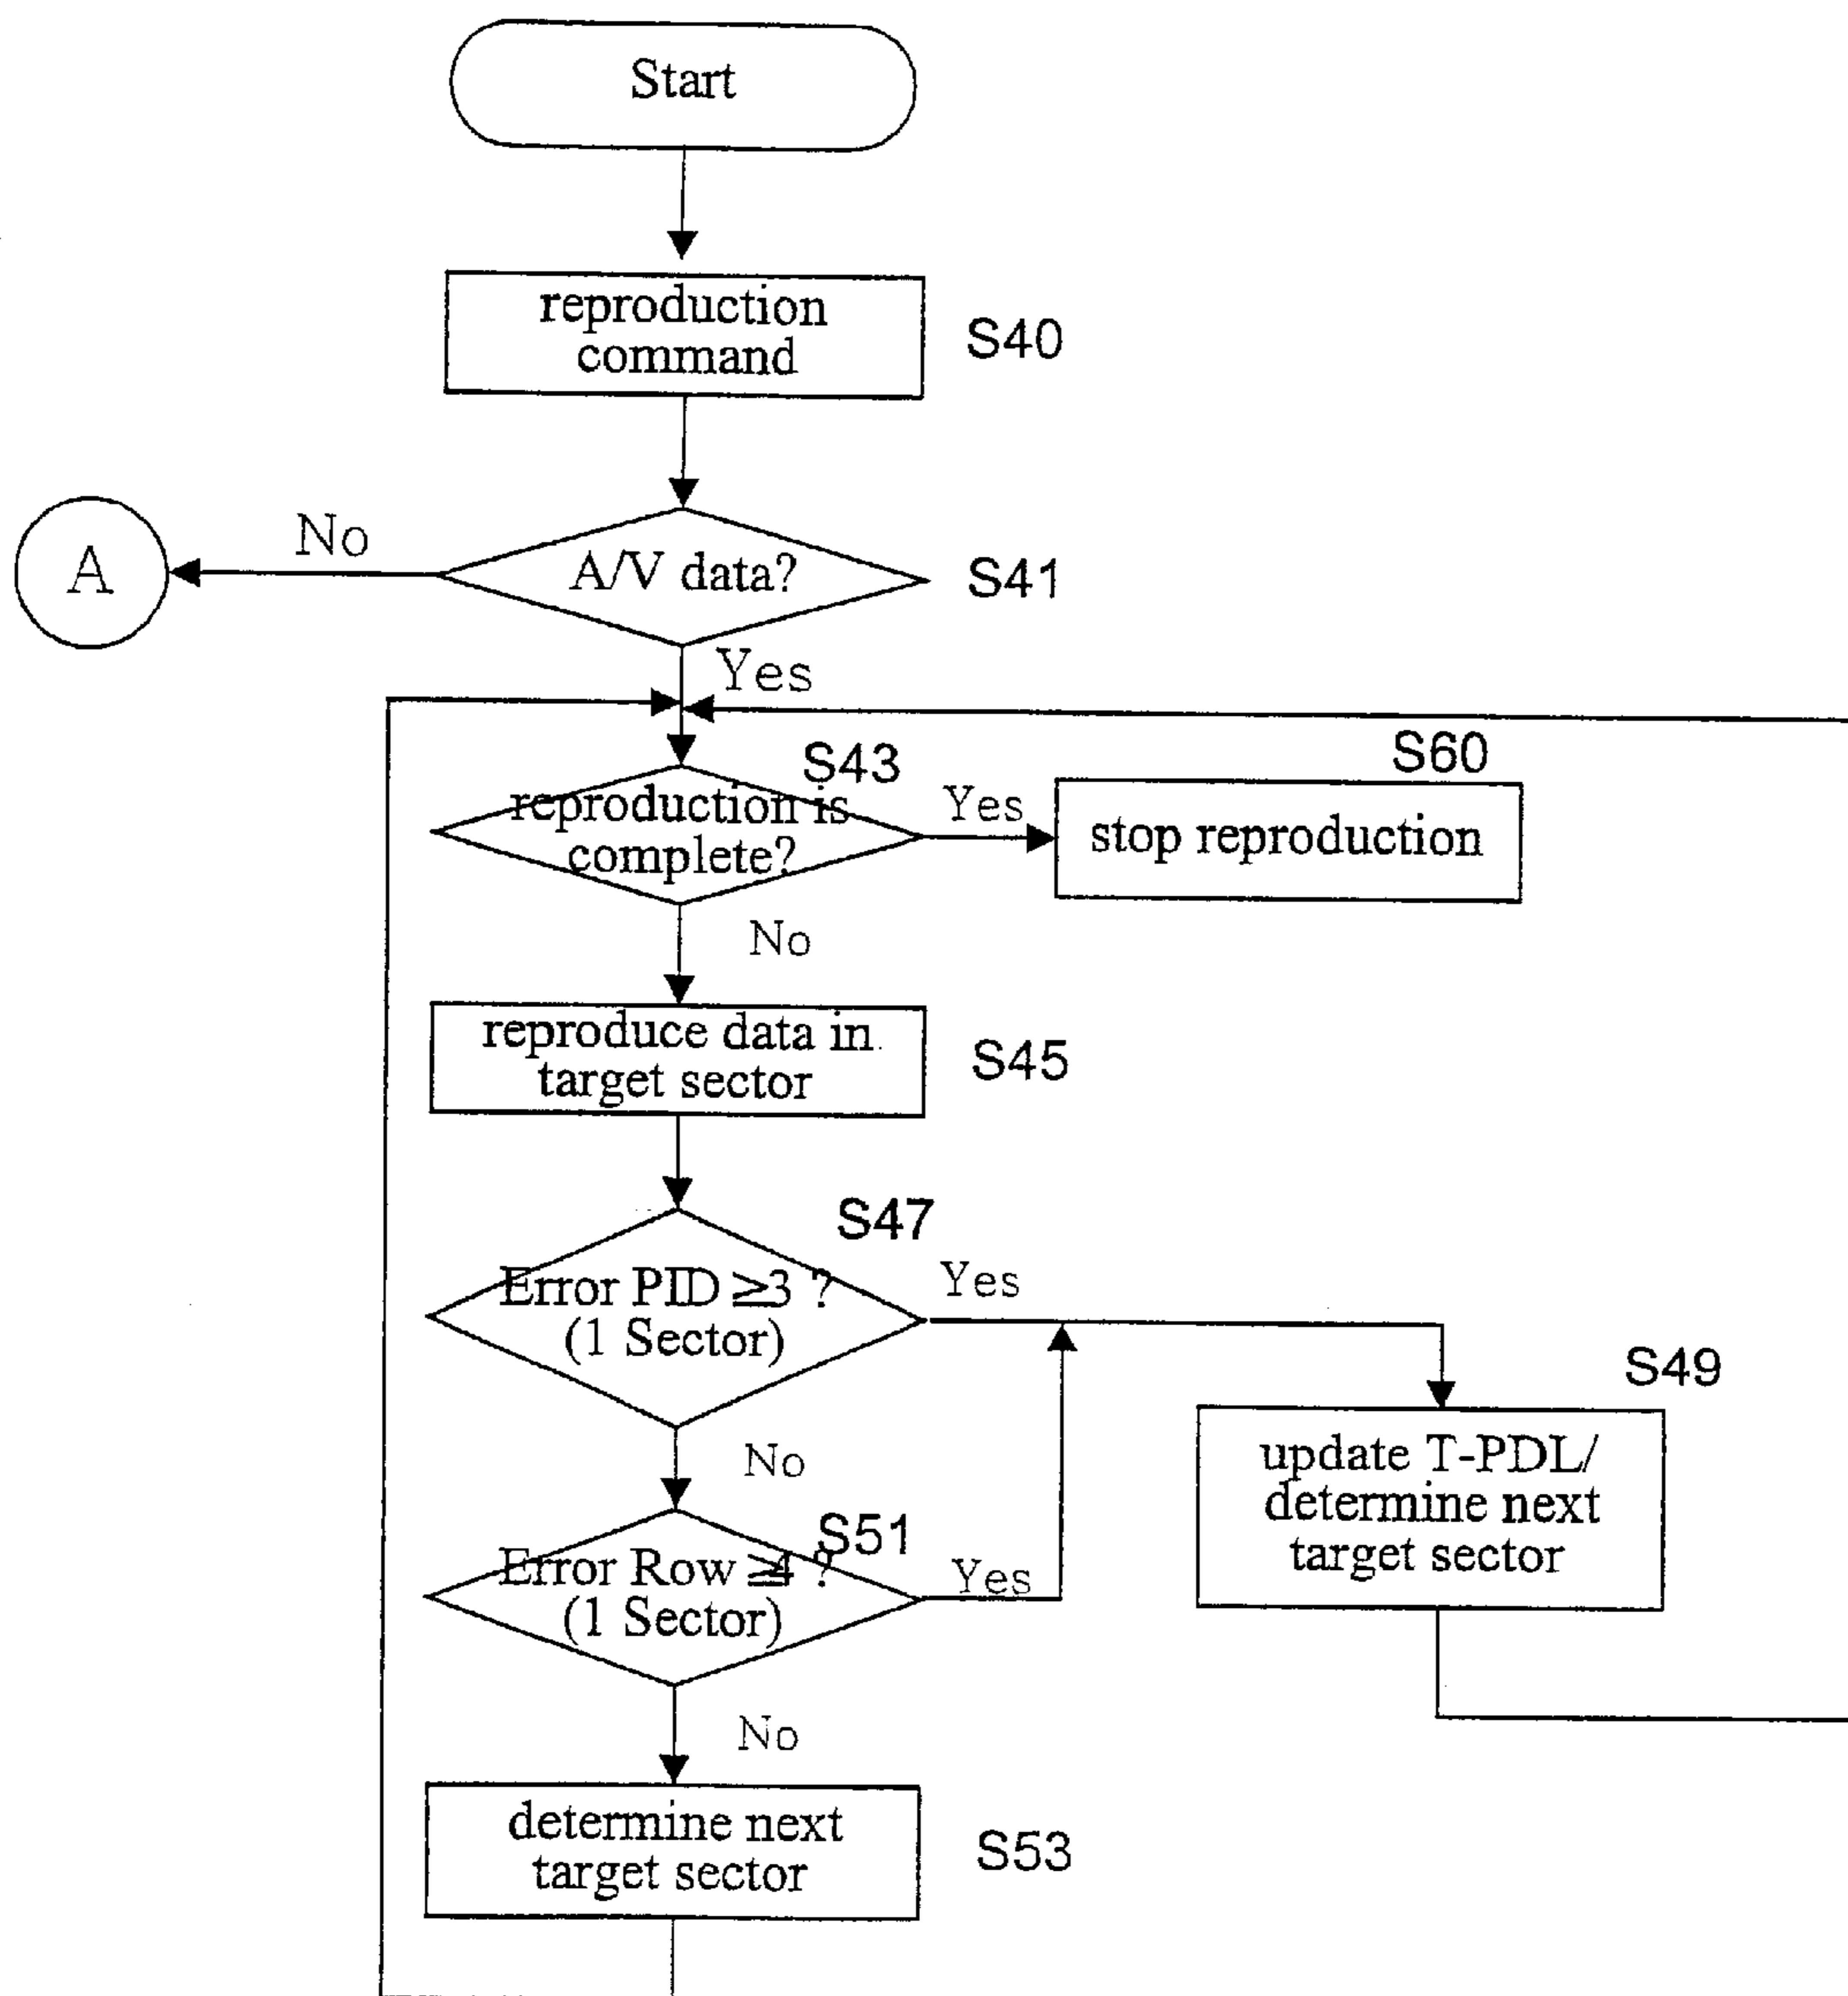 Start
reproduction
command
S40
No
A
A/V data?
S41
Yes
S43
S60
reproduction is
complete?
Yes
stop reproduction
No
reproduce data in
target sector
S45
S47
Error PID ≥3 ?
(1 Sector)
Yes
S49
update T-PDL/
determine next
target sector
No
S51
Error Row ≥4 ?
(1 Sector)
Yes
No
determine next
target sector
S53